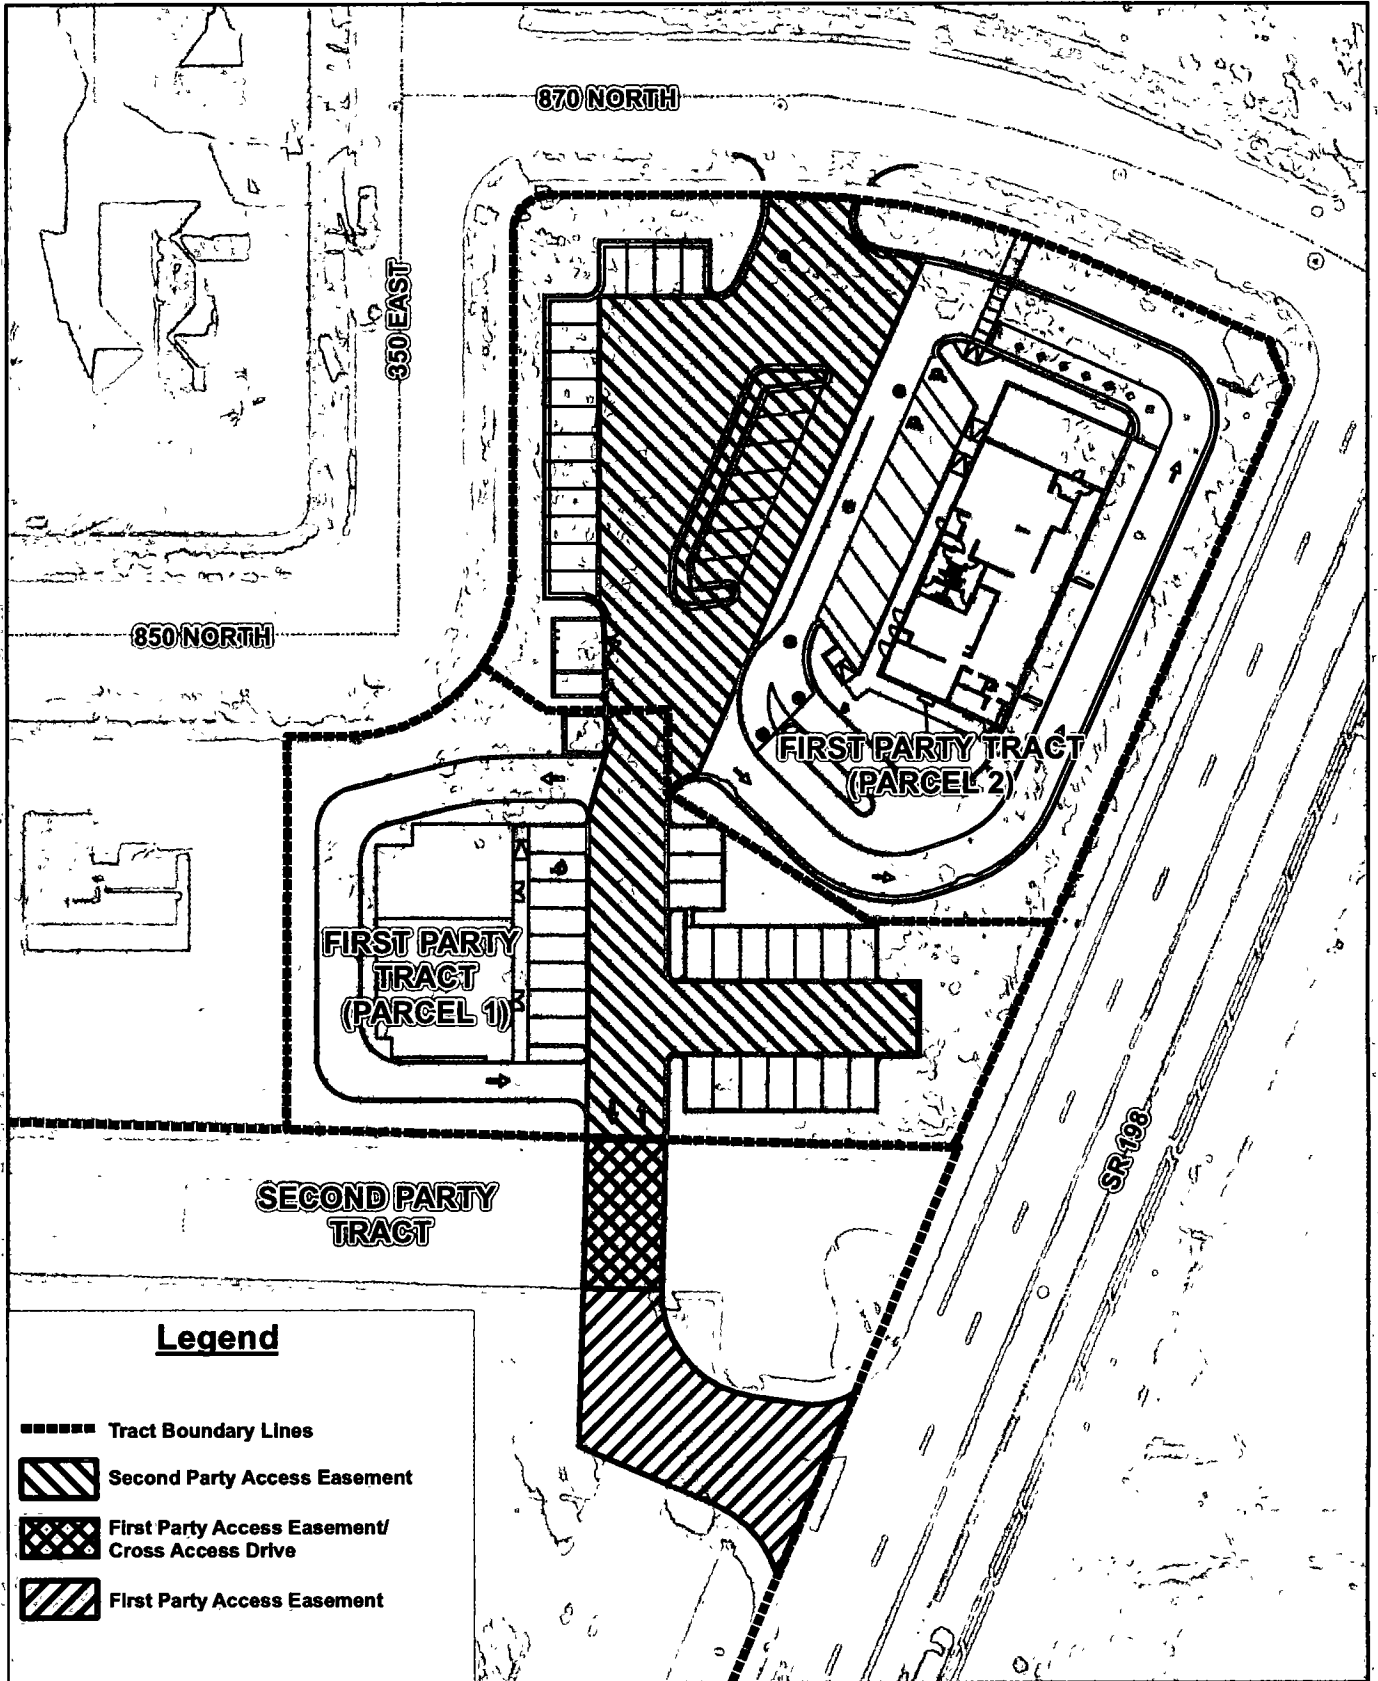 870 NORTH
350 EAST
850 NORTH
FIRST PARTY TRACT
(PARCEL 2)
FIRST PARTY
TRACT
(PARCEL 1)
SR 198
SECOND PARTY
TRACT
Legend
Tract Boundary Lines
Second Party Access Easement
First Party Access Easement/
Cross Access Drive
First Party Access Easement